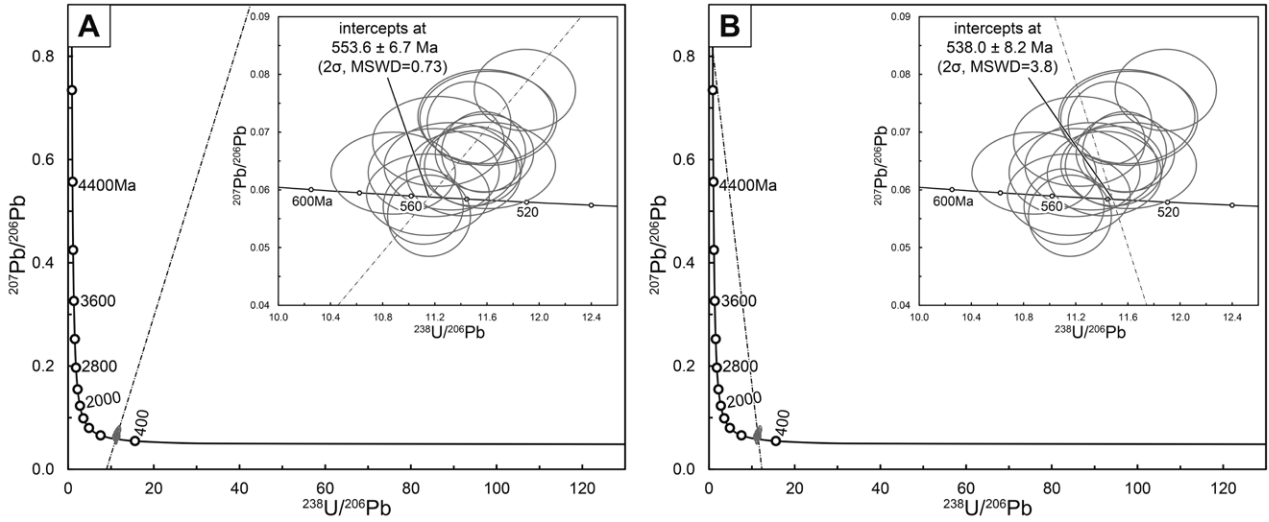 A
0.8
0.6
0.4
0.2
0.0
207Pb/206Pb
4400Ma
3600
2800
2000
400
0 20 40 60 80 100 120
238U/206Pb
intercepts at
553.6 ± 6.7 Ma
(2σ, MSWD=0.73)
0.09
0.08
0.07
0.06
0.05
0.04
207Pb/206Pb
600Ma
560
520
10.0 10.4 10.8 11.2 11.6 12.0 12.4
238U/206Pb
B
0.8
0.6
0.4
0.2
0.0
207Pb/206Pb
4400Ma
3600
2800
2000
400
0 20 40 60 80 100 120
238U/206Pb
intercepts at
538.0 ± 8.2 Ma
(2σ, MSWD=3.8)
0.09
0.08
0.07
0.06
0.05
0.04
207Pb/206Pb
600Ma
560
520
10.0 10.4 10.8 11.2 11.6 12.0 12.4
238U/206Pb